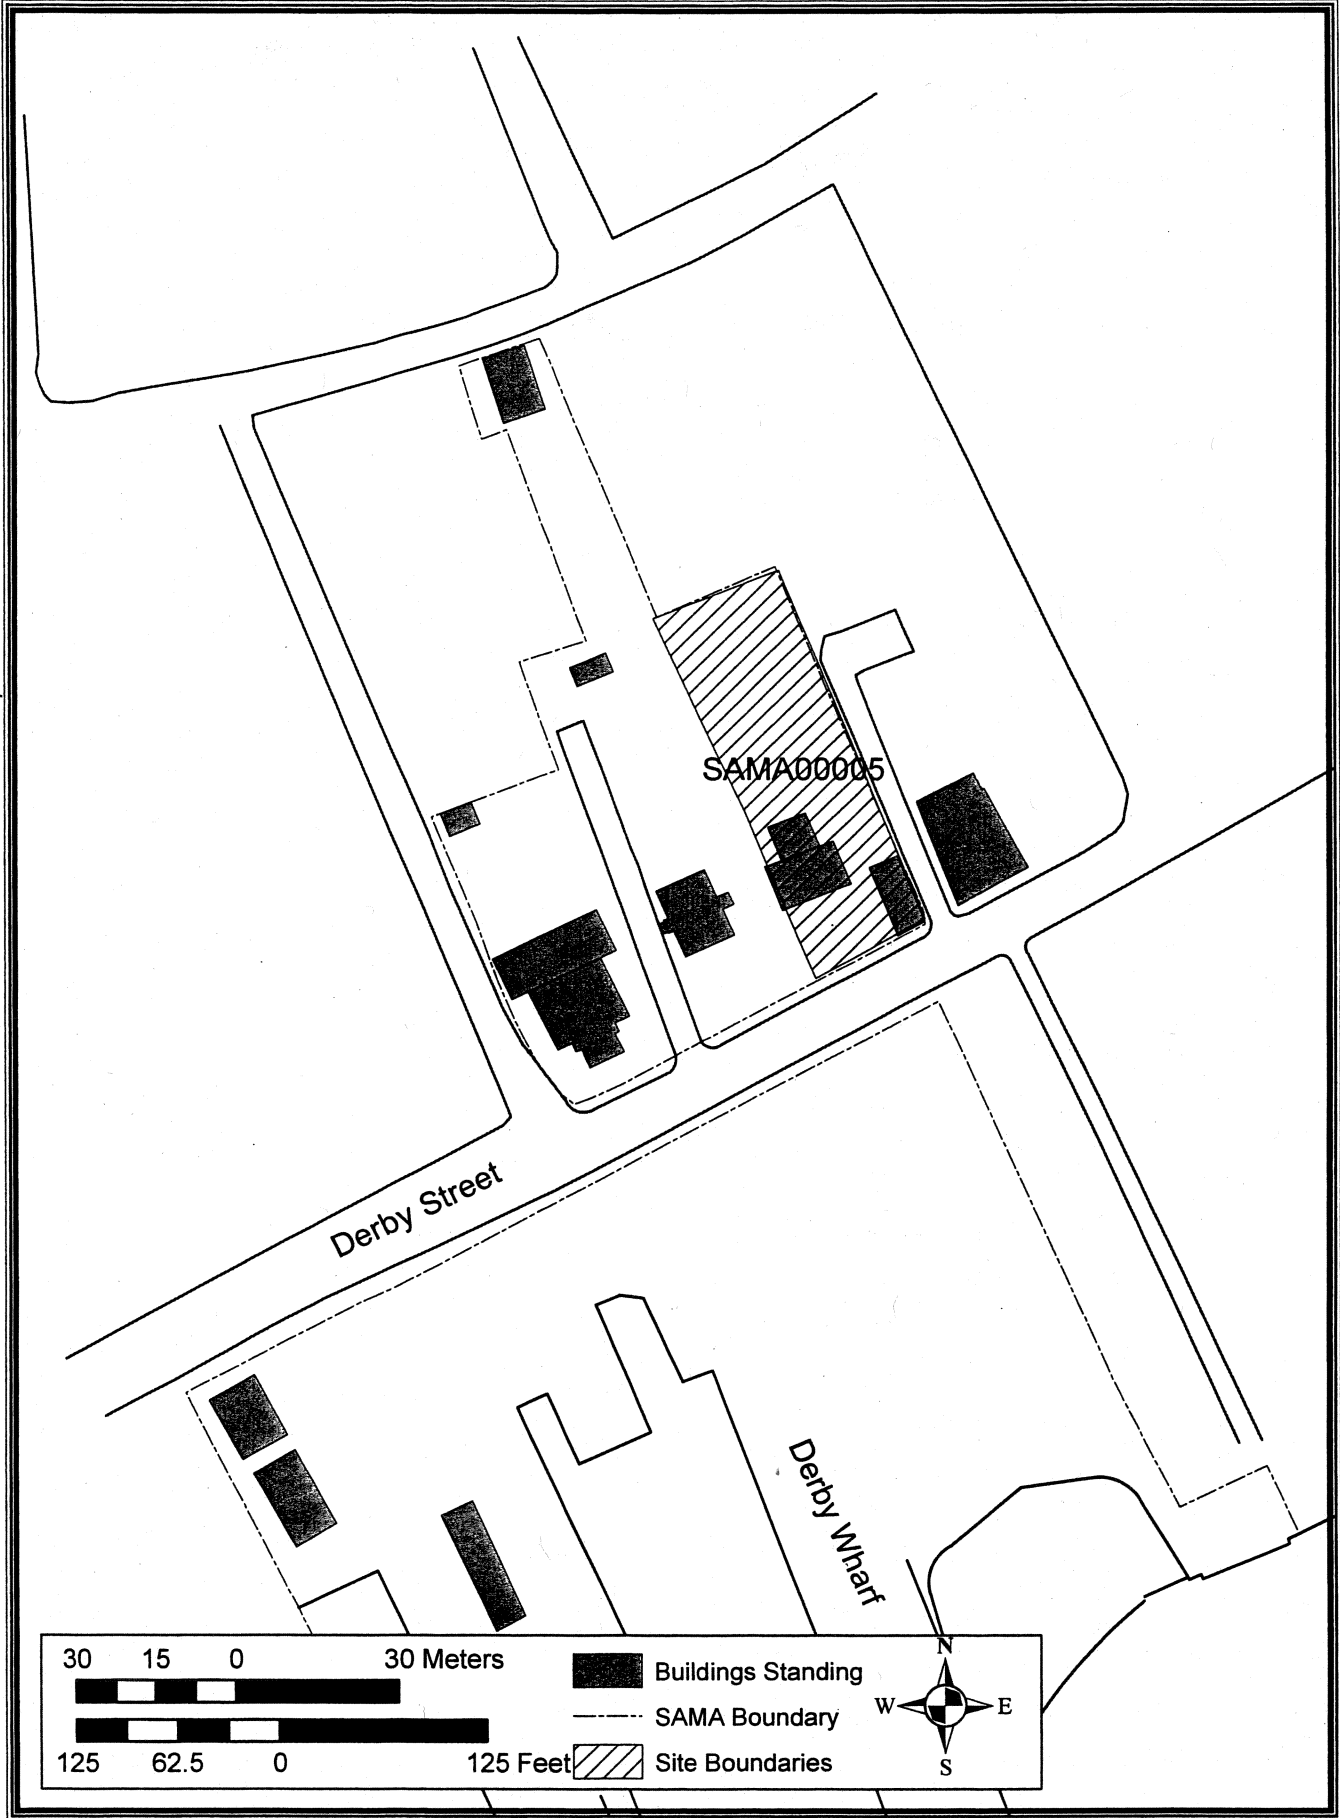 SAMA00005
Derby Street
Derby Wharf
30 15 0 30 Meters
125 62.5 0 125 Feet
Buildings Standing
SAMA Boundary
Site Boundaries
N
W E
S